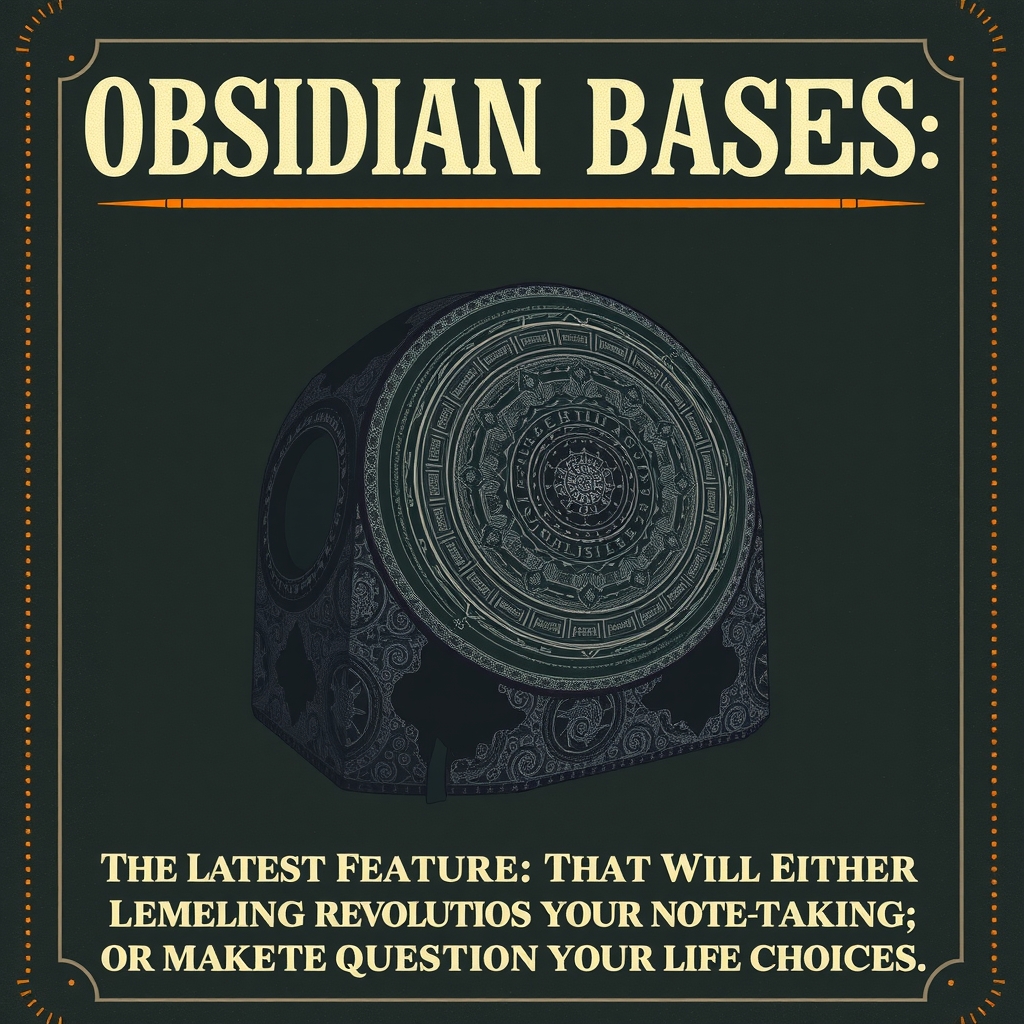 OBSIDIAN BASES:
THE LATEST FEATURE: THAT WILL EITHER
LEMELING REVOLUTIOS YOUR NOTE-TAKING;
OR MAKETE QUESTION YOUR LIFE CHOICES.